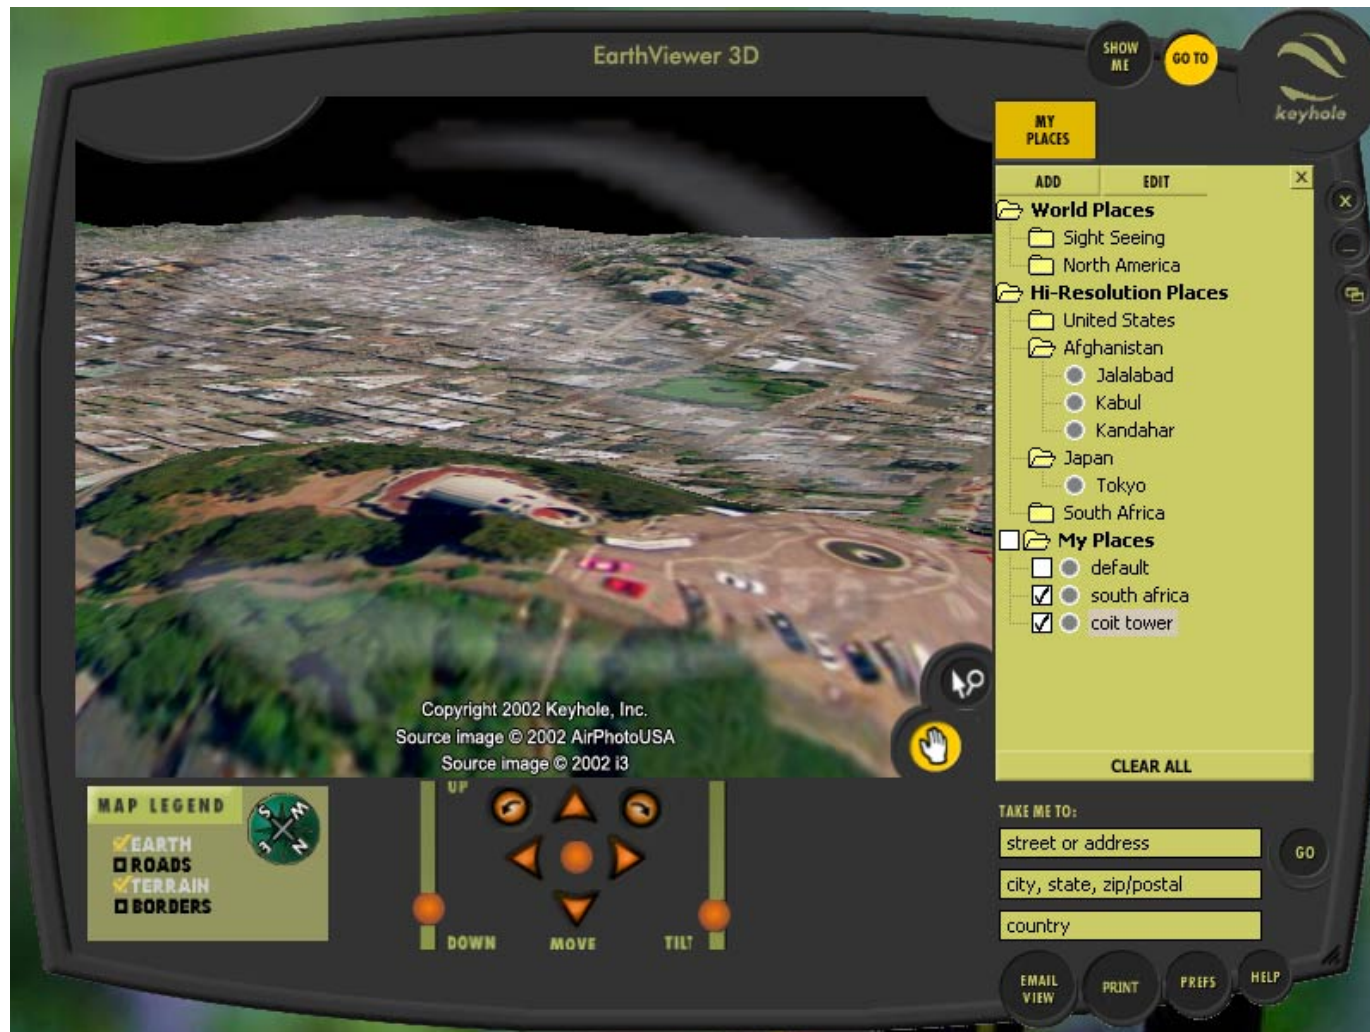 EarthViewer 3D
SHOW
ME
GO TO
keyhole
MY
PLACES
ADD EDIT
World Places
Sight Seeing
North America
Hi-Resolution Places
United States
Afghanistan
Jalalabad
Kabul
Kandahar
Japan
Tokyo
South Africa
My Places
default
south africa
coit tower
CLEAR ALL
Copyright 2002 Keyhole, Inc.
Source image © 2002 AirPhotoUSA
Source image © 2002 i3
MAP LEGEND
EARTH
ROADS
TERRAIN
BORDERS
S W
E N
UP
DOWN MOVE TILT
TAKE ME TO:
street or address
city, state, zip/postal
country
GO
EMAIL
VIEW
PRINT
PREFS
HELP